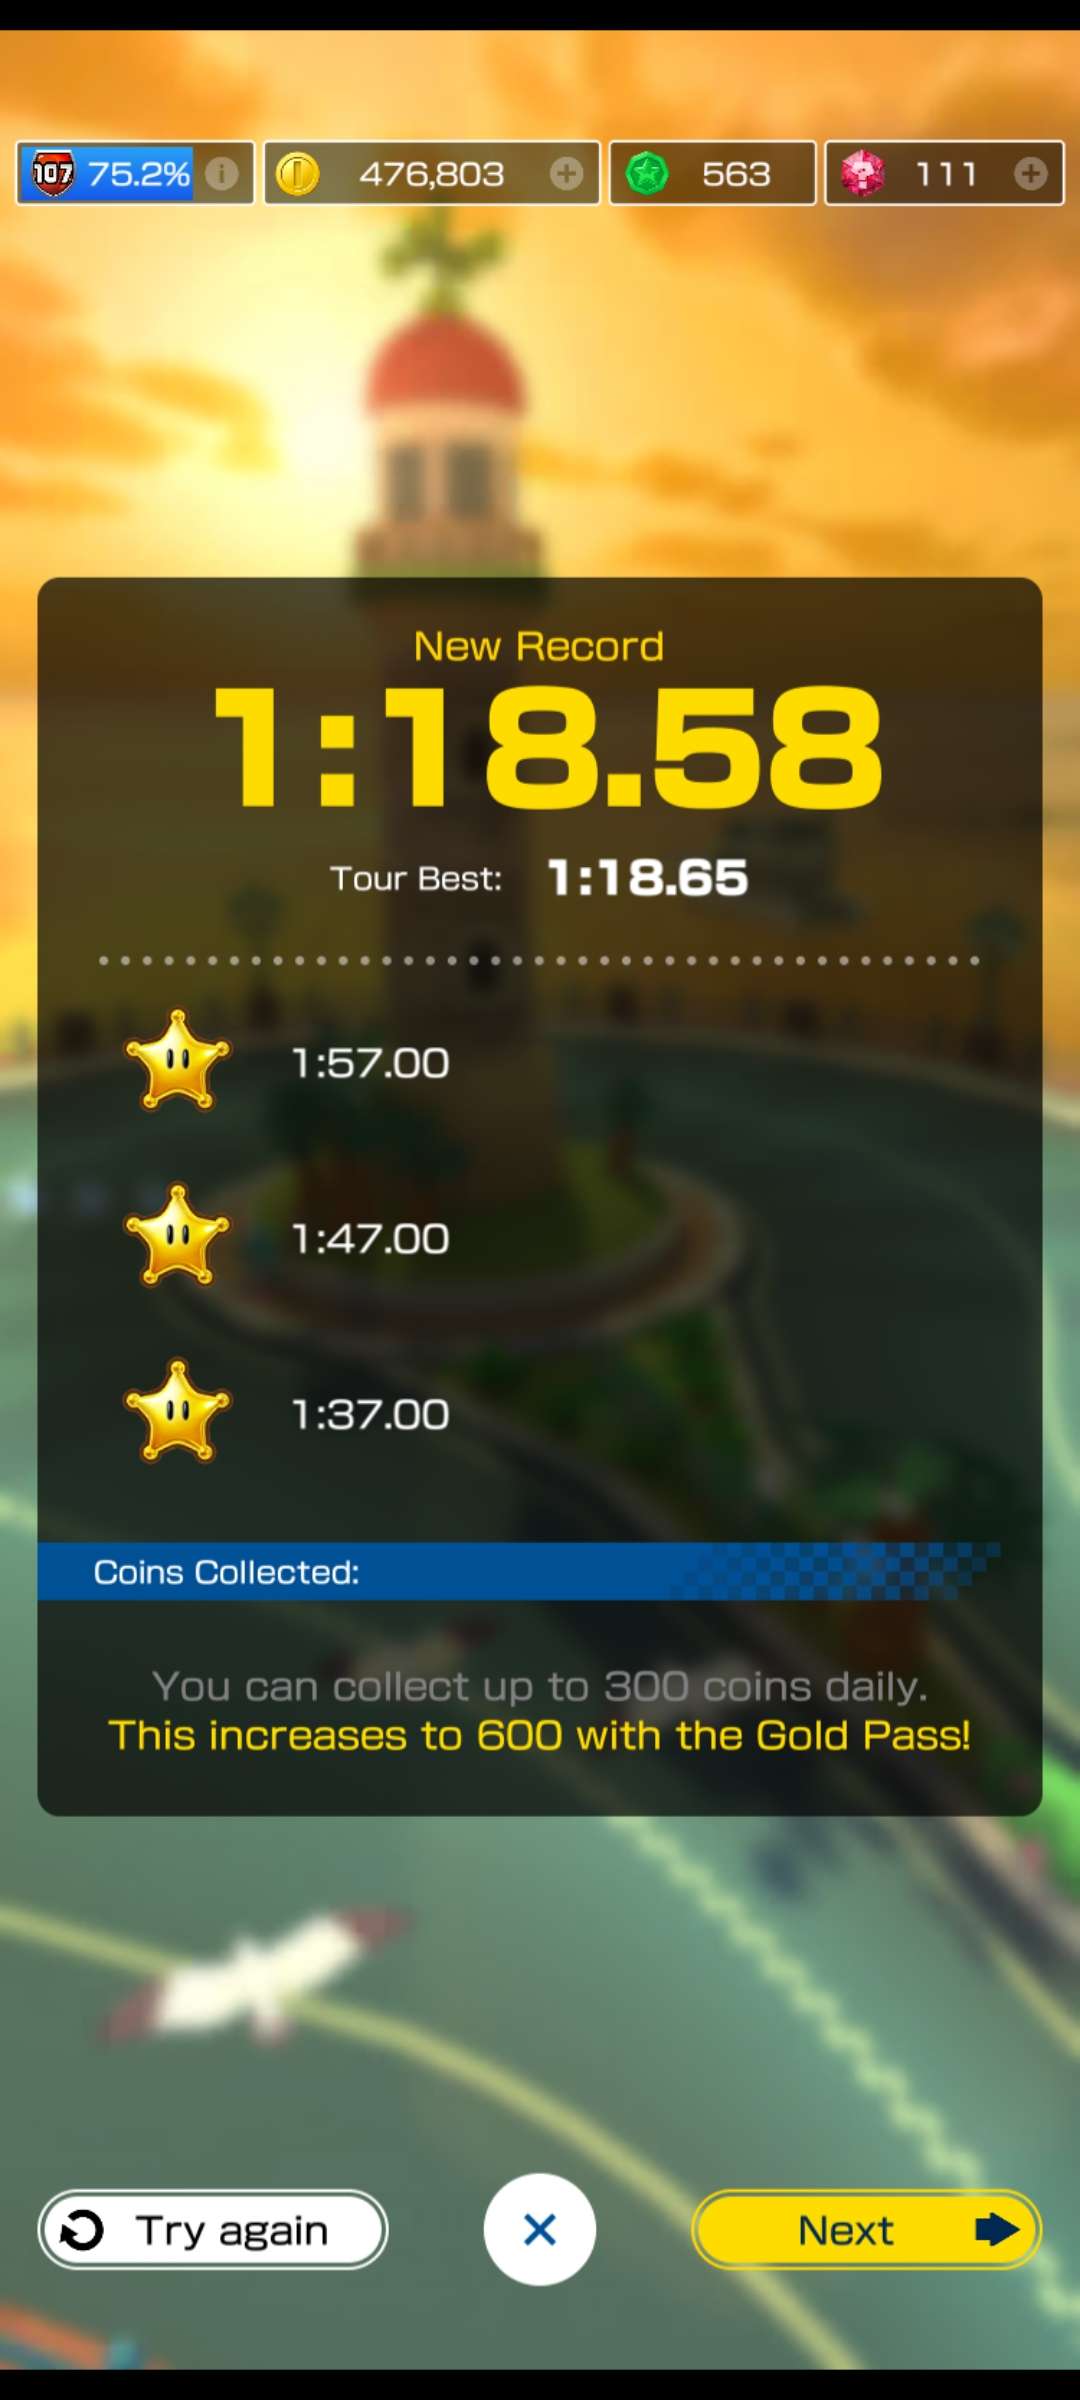 107 75.2% i 476,803 + 563 ? 111 +
New Record
1:18.58
Tour Best: 1:18.65
1:57.00
1:47.00
1:37.00
Coins Collected:
You can collect up to 300 coins daily.
This increases to 600 with the Gold Pass!
Try again × Next